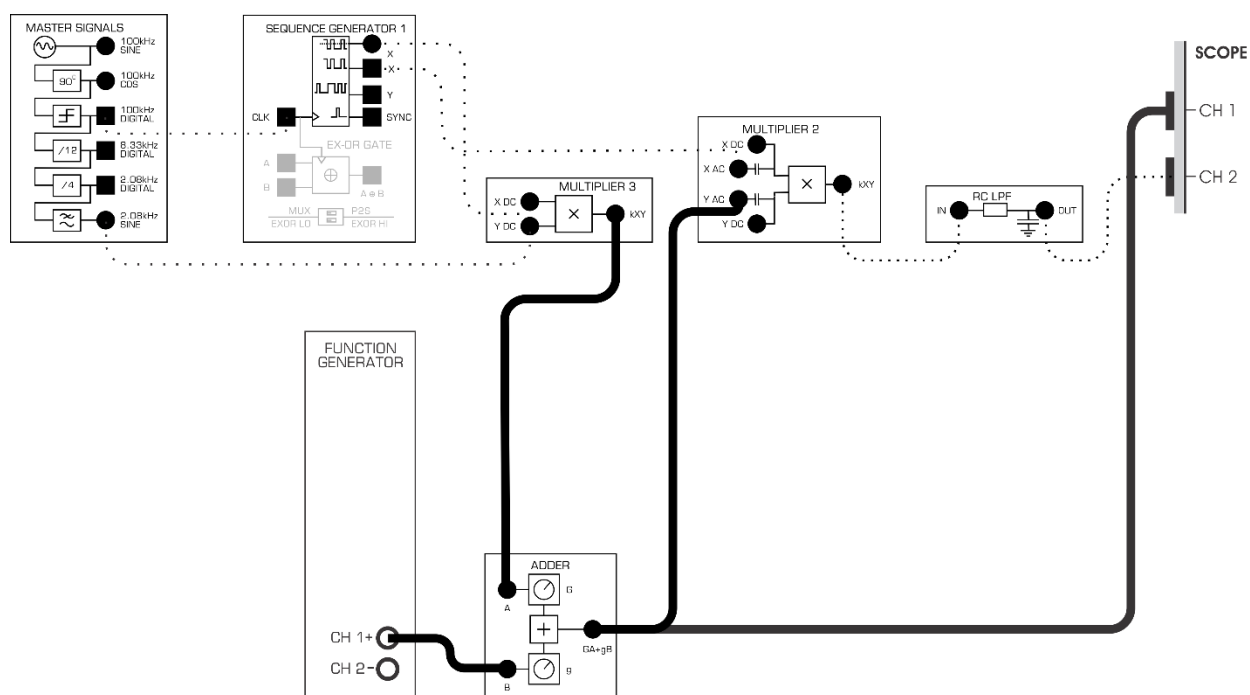 MASTER SIGNALS
100kHz
SINE
90°
100kHz
COS
100kHz
DIGITAL
/12
8.33kHz
DIGITAL
/4
2.08kHz
DIGITAL
2.08kHz
SINE
SEQUENCE GENERATOR 1
X
X
Y
CLK
SYNC
EX-OR GATE
A
B
A⊕B
MUX
P2S
EXOR LO
EXOR HI
MULTIPLIER 3
X DC
Y DC
×
kXY
MULTIPLIER 2
X DC
X AC
Y AC
Y DC
×
kXY
RC LPF
IN
OUT
SCOPE
CH 1
CH 2
FUNCTION
GENERATOR
CH 1+
CH 2-
ADDER
G
A
+
GA+gB
g
B